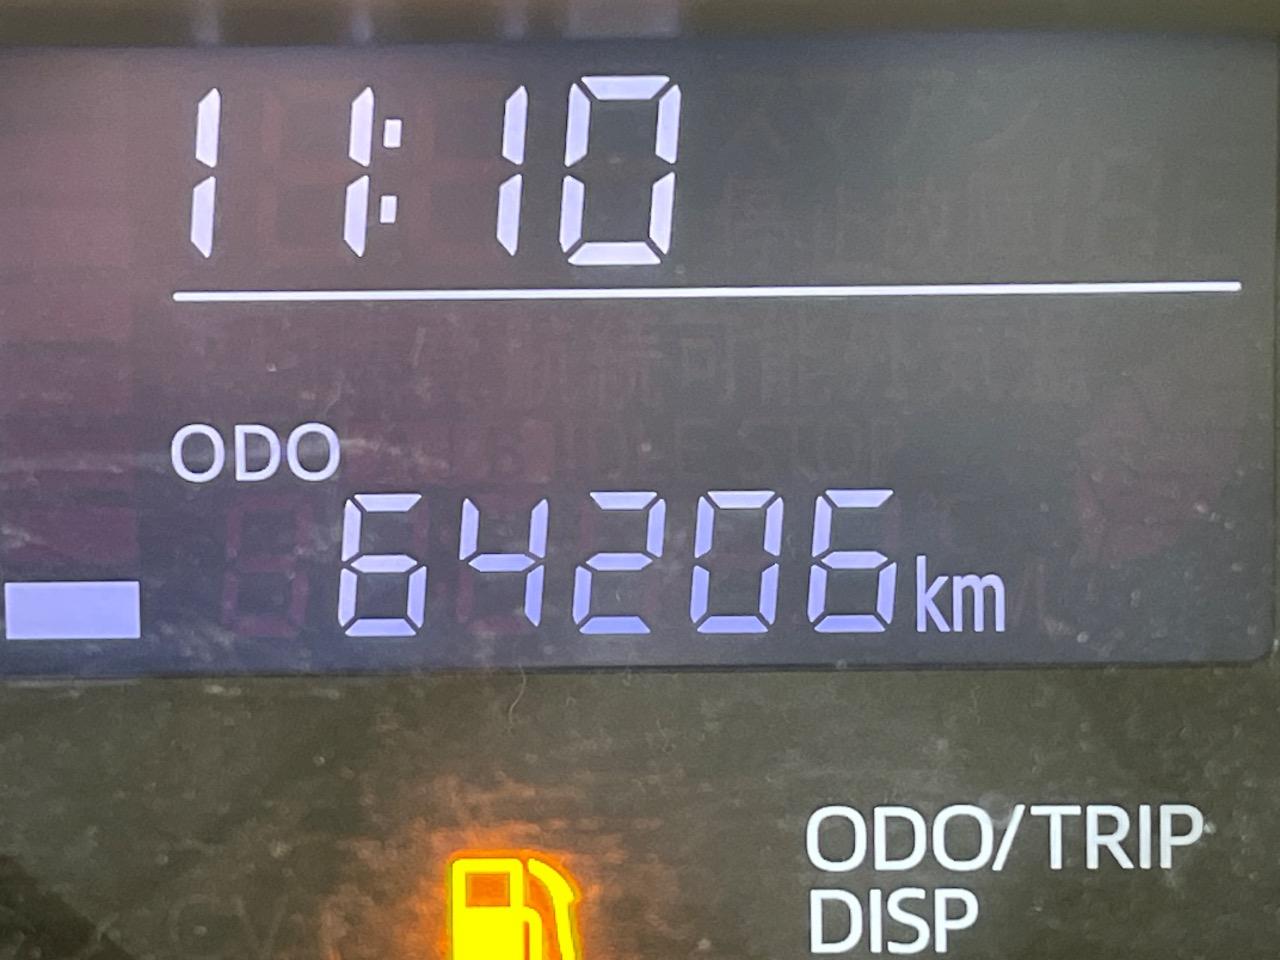 11:10
ODO
64206km
ODO/TRIP
DISP